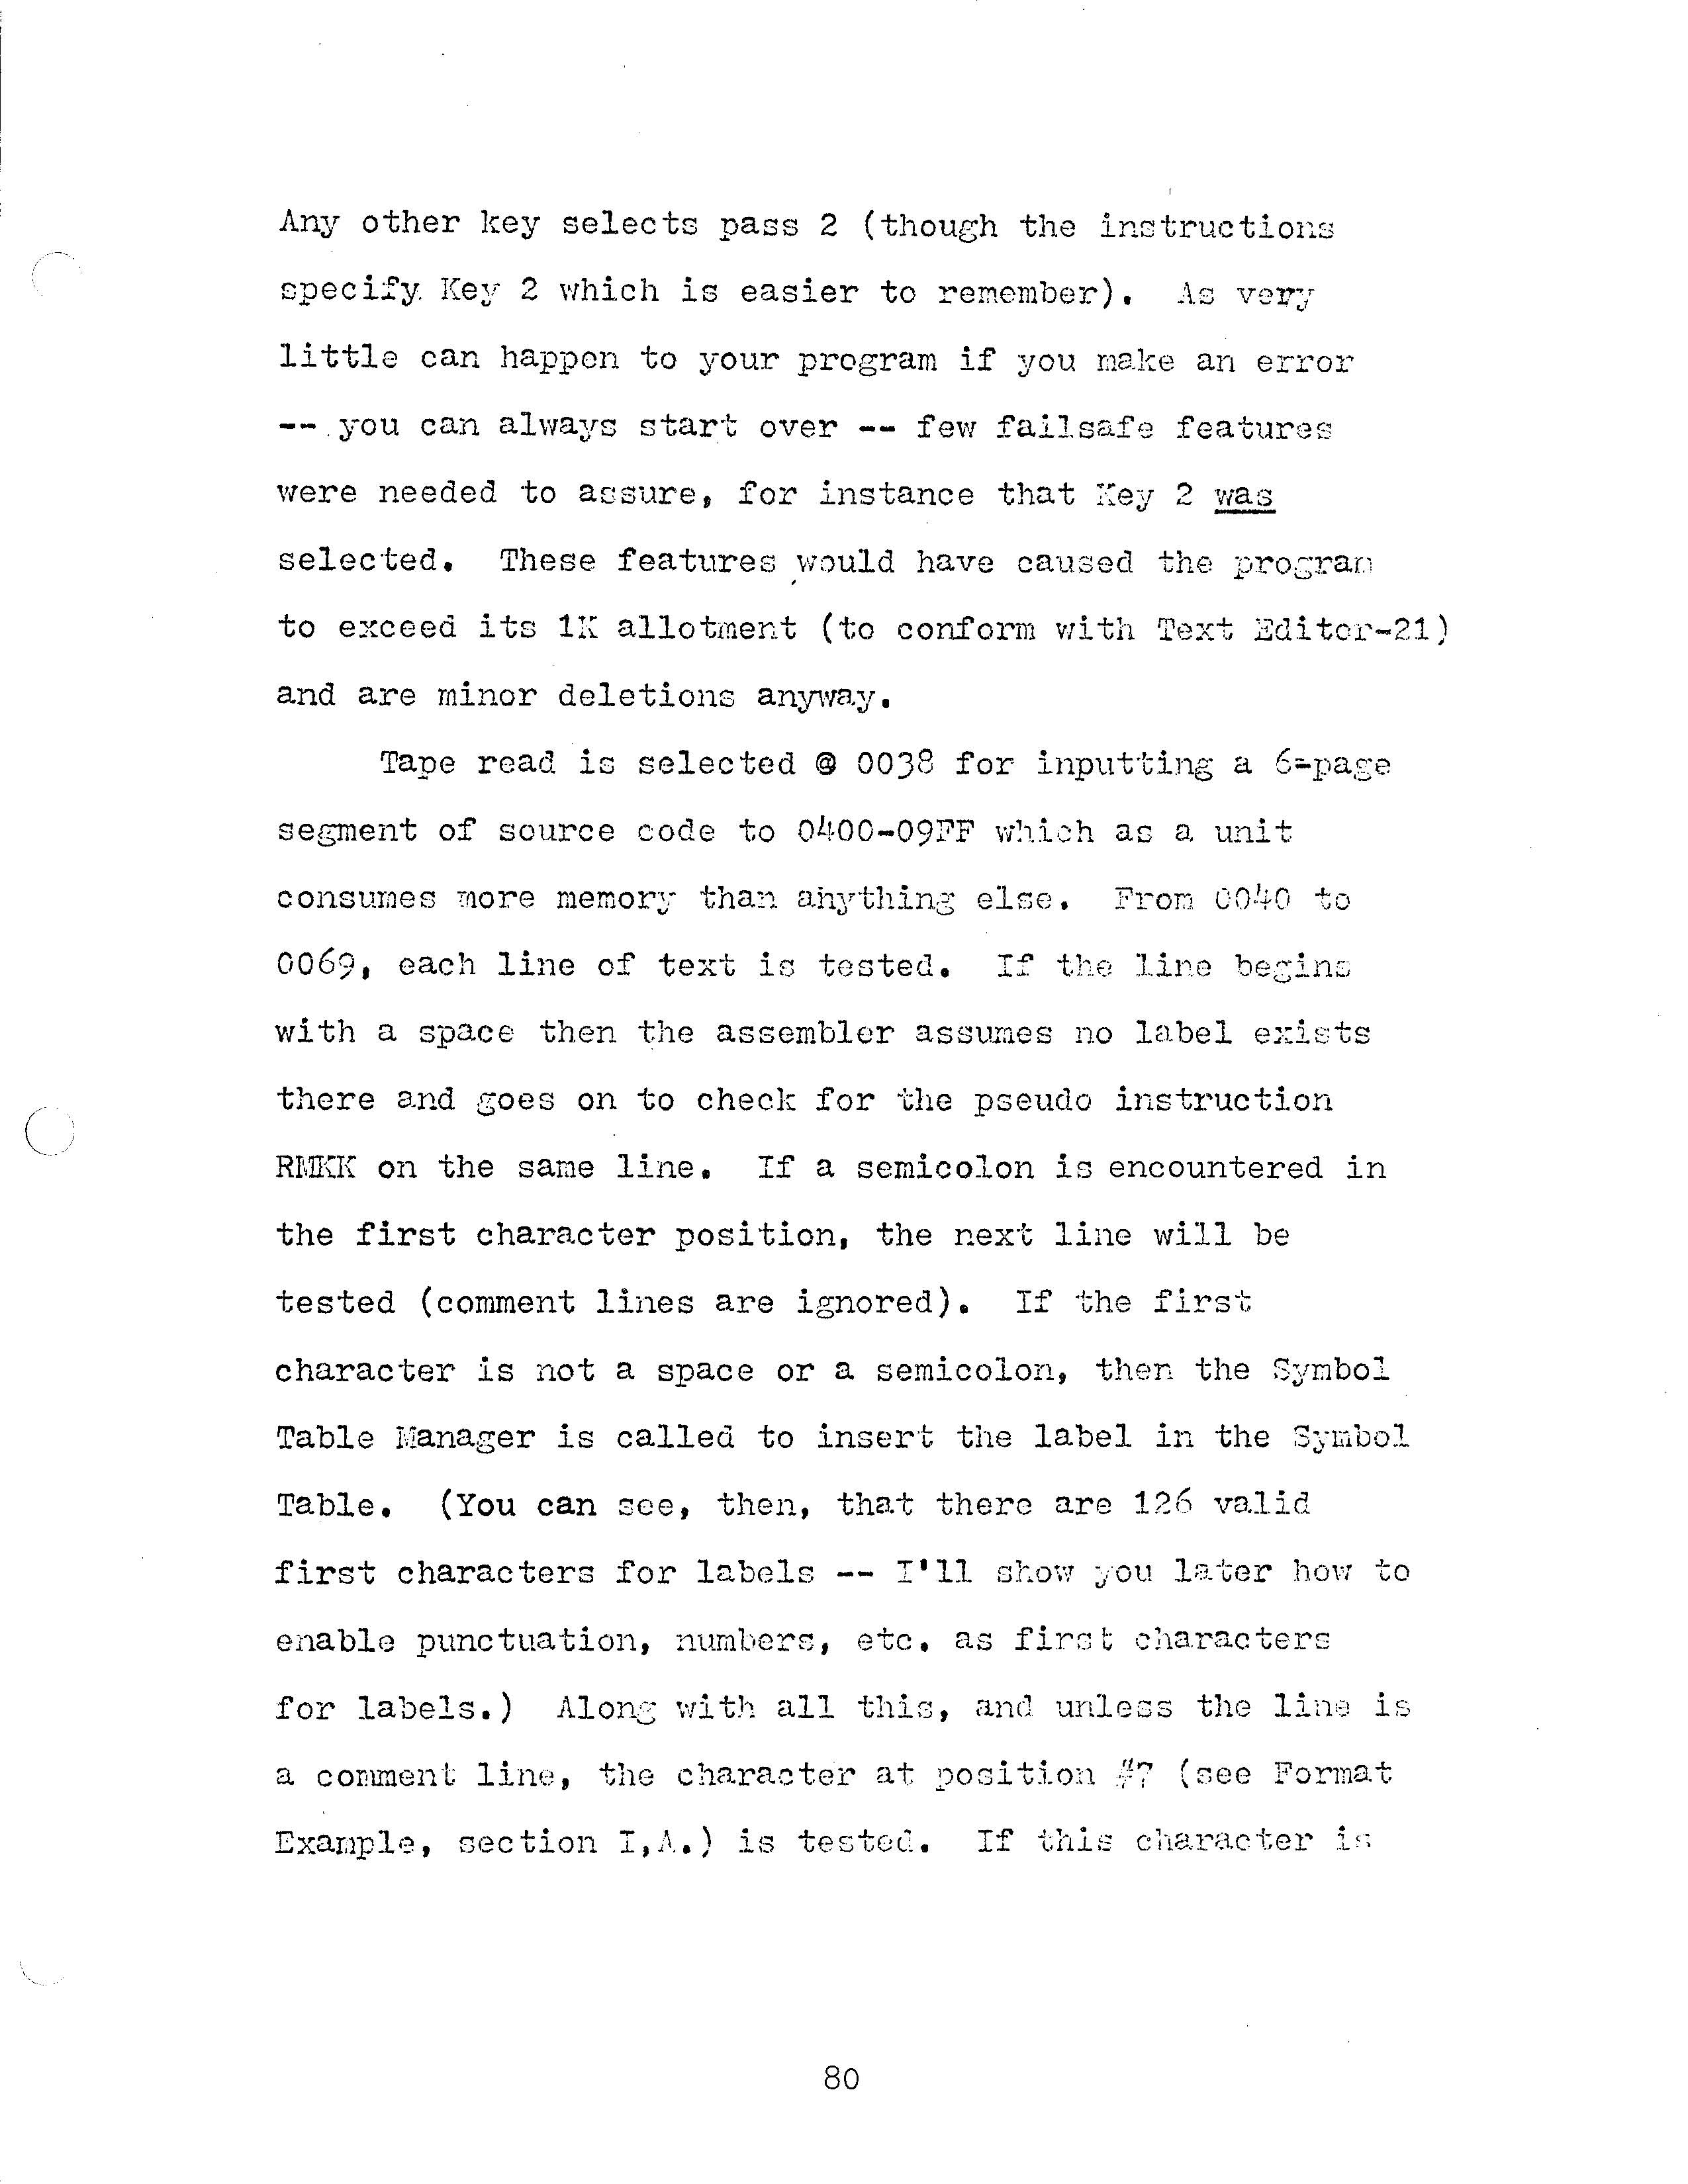 Any other key selects pass 2 (though the instructions
specify Key 2 which is easier to remember).  As very
little can happen to your program if you make an error
-- you can always start over -- few failsafe features
were needed to assure, for instance that Key 2 was
selected.  These features would have caused the program
to exceed its 1K allotment (to conform with Text Editor-21)
and are minor deletions anyway.
Tape read is selected @ 0038 for inputting a 6-page
segment of source code to 0400-09FF which as a unit
consumes more memory than anything else.  From 0040 to
0069, each line of text is tested.  If the line begins
with a space then the assembler assumes no label exists
there and goes on to check for the pseudo instruction
RMKK on the same line.  If a semicolon is encountered in
the first character position, the next line will be
tested (comment lines are ignored).  If the first
character is not a space or a semicolon, then the Symbol
Table Manager is called to insert the label in the Symbol
Table.  (You can see, then, that there are 126 valid
first characters for labels -- I'll show you later how to
enable punctuation, numbers, etc. as first characters
for labels.)  Along with all this, and unless the line is
a comment line, the character at position #7 (see Format
Example, section I,A.) is tested.  If this character is
80